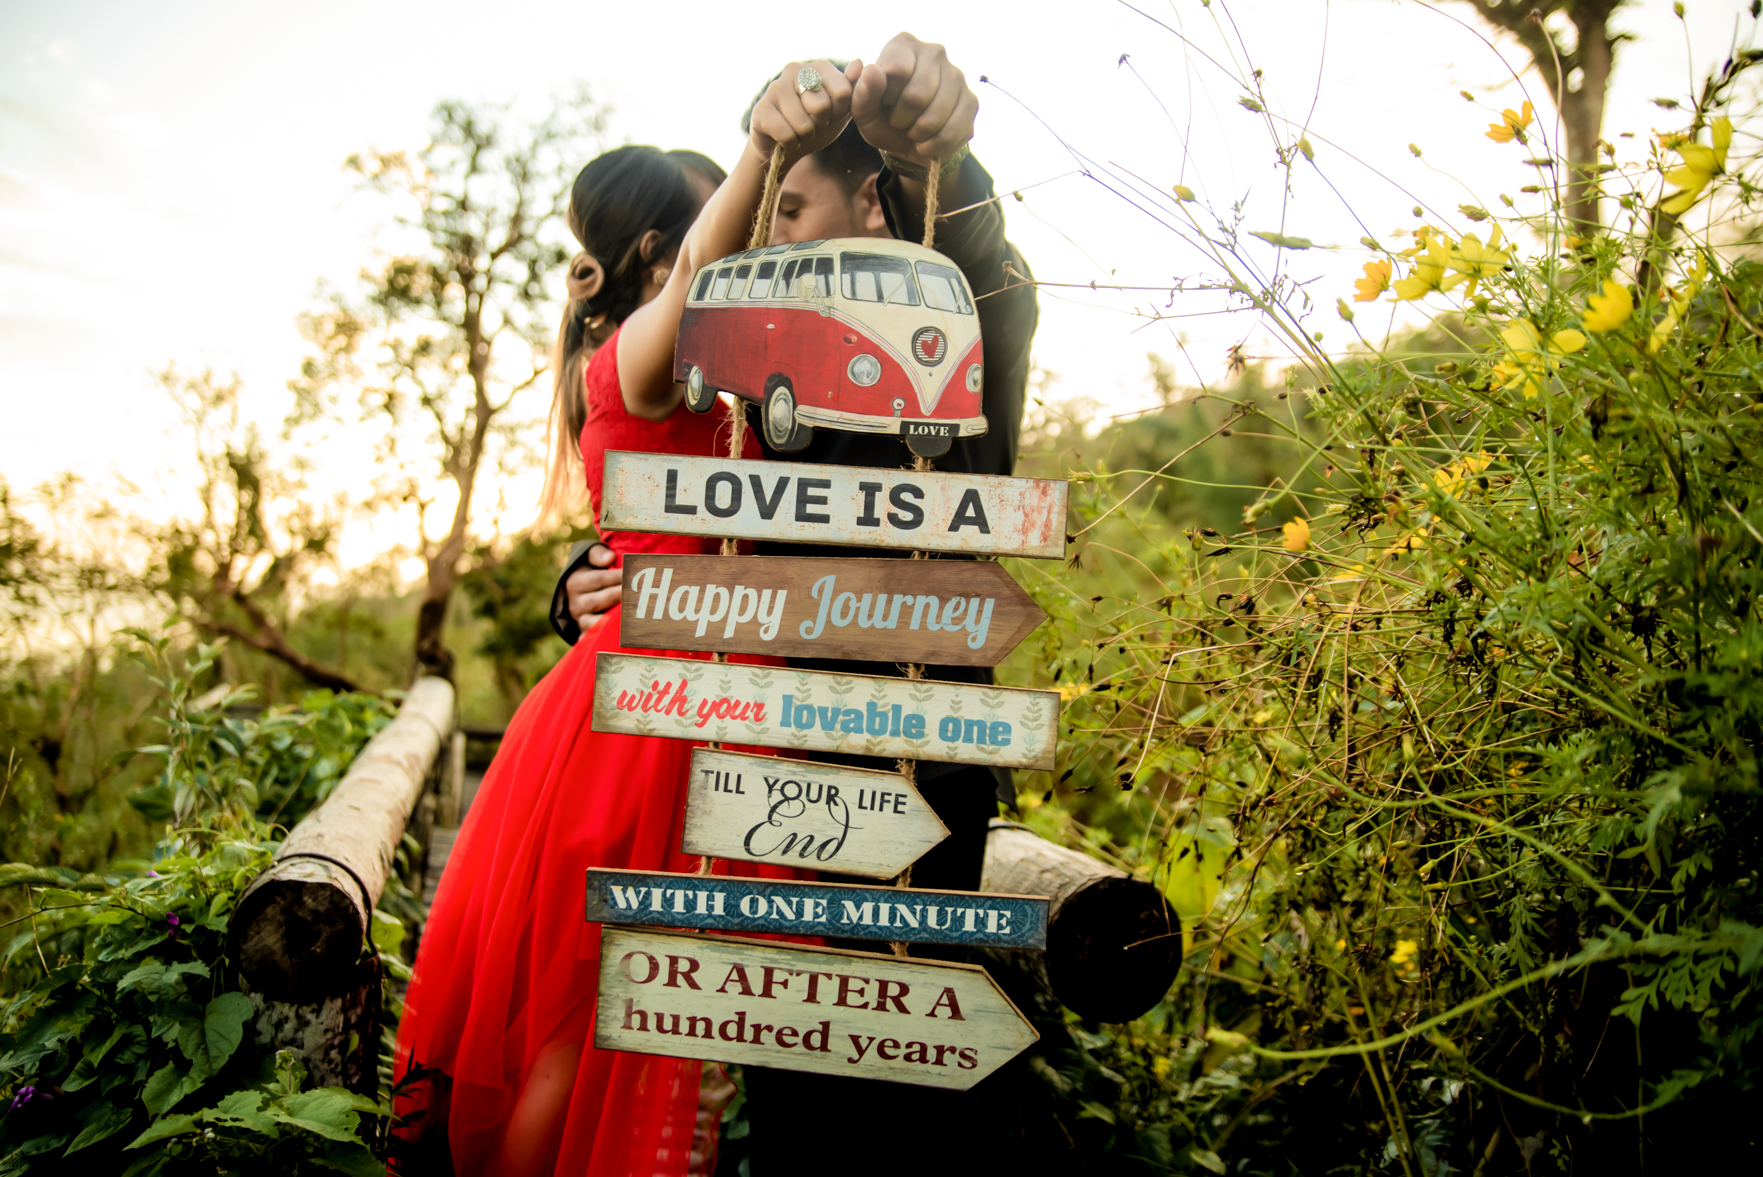 LOVE
LOVE IS A
Happy Journey
with your lovable one
TILL YOUR LIFE
End
WITH ONE MINUTE
OR AFTER A
hundred years